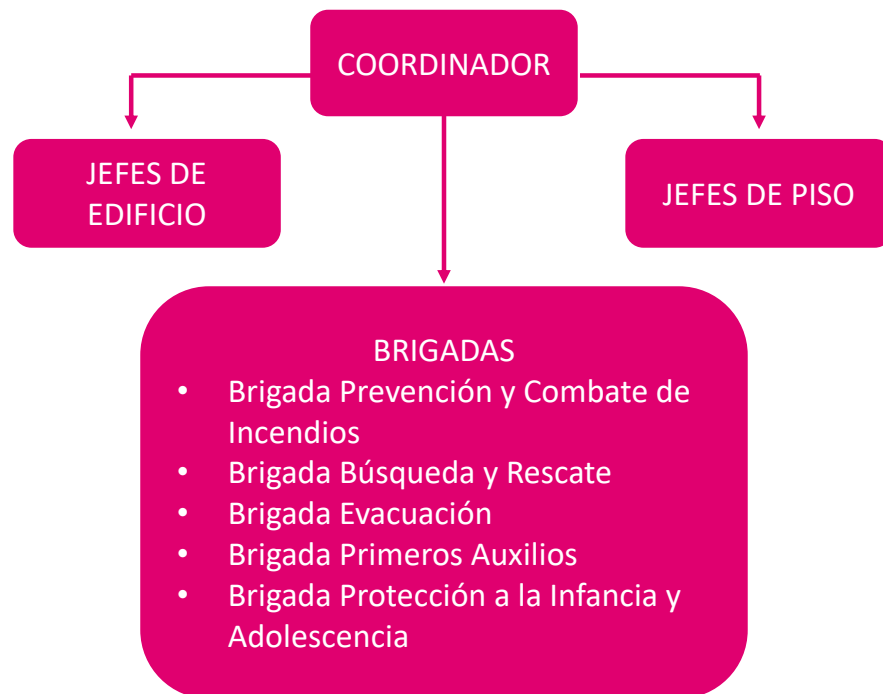 COORDINADOR
JEFES DE
EDIFICIO
JEFES DE PISO
BRIGADAS
• Brigada Prevención y Combate de
Incendios
• Brigada Búsqueda y Rescate
• Brigada Evacuación
• Brigada Primeros Auxilios
• Brigada Protección a la Infancia y
Adolescencia